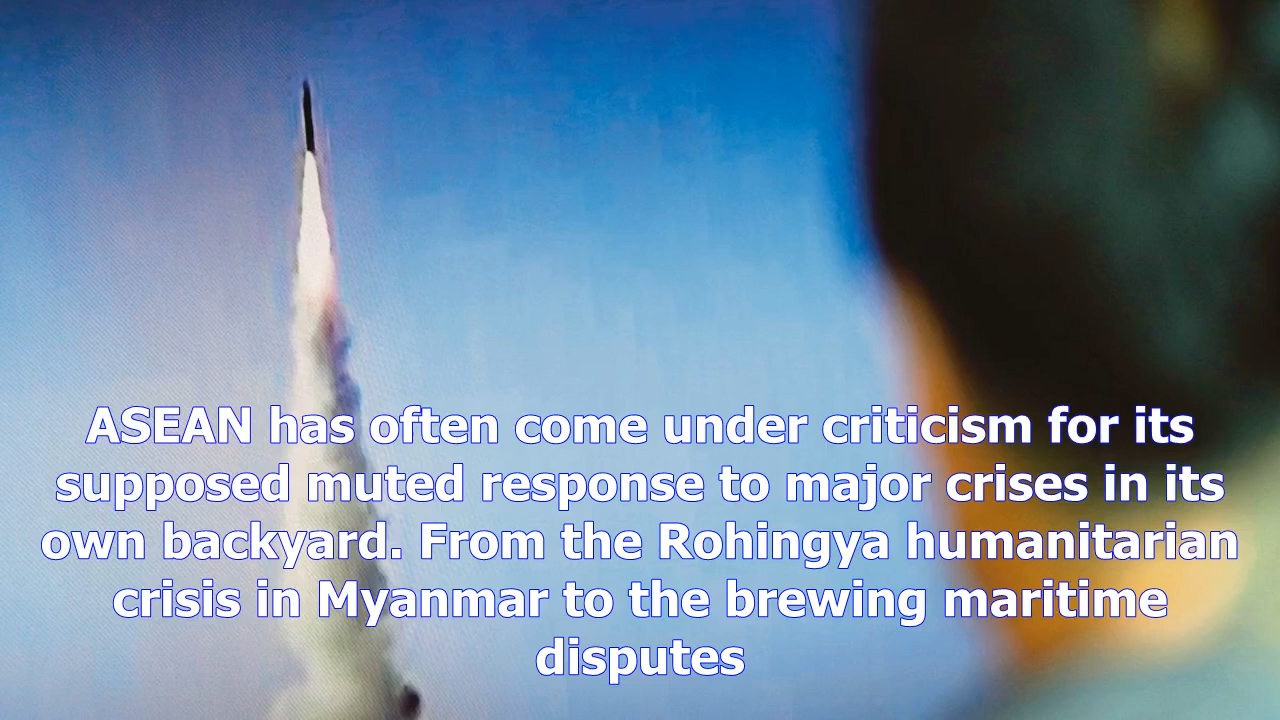 ASEAN has often come under criticism for its
supposed muted response to major crises in its
own backyard. From the Rohingya humanitarian
crisis in Myanmar to the brewing maritime
disputes